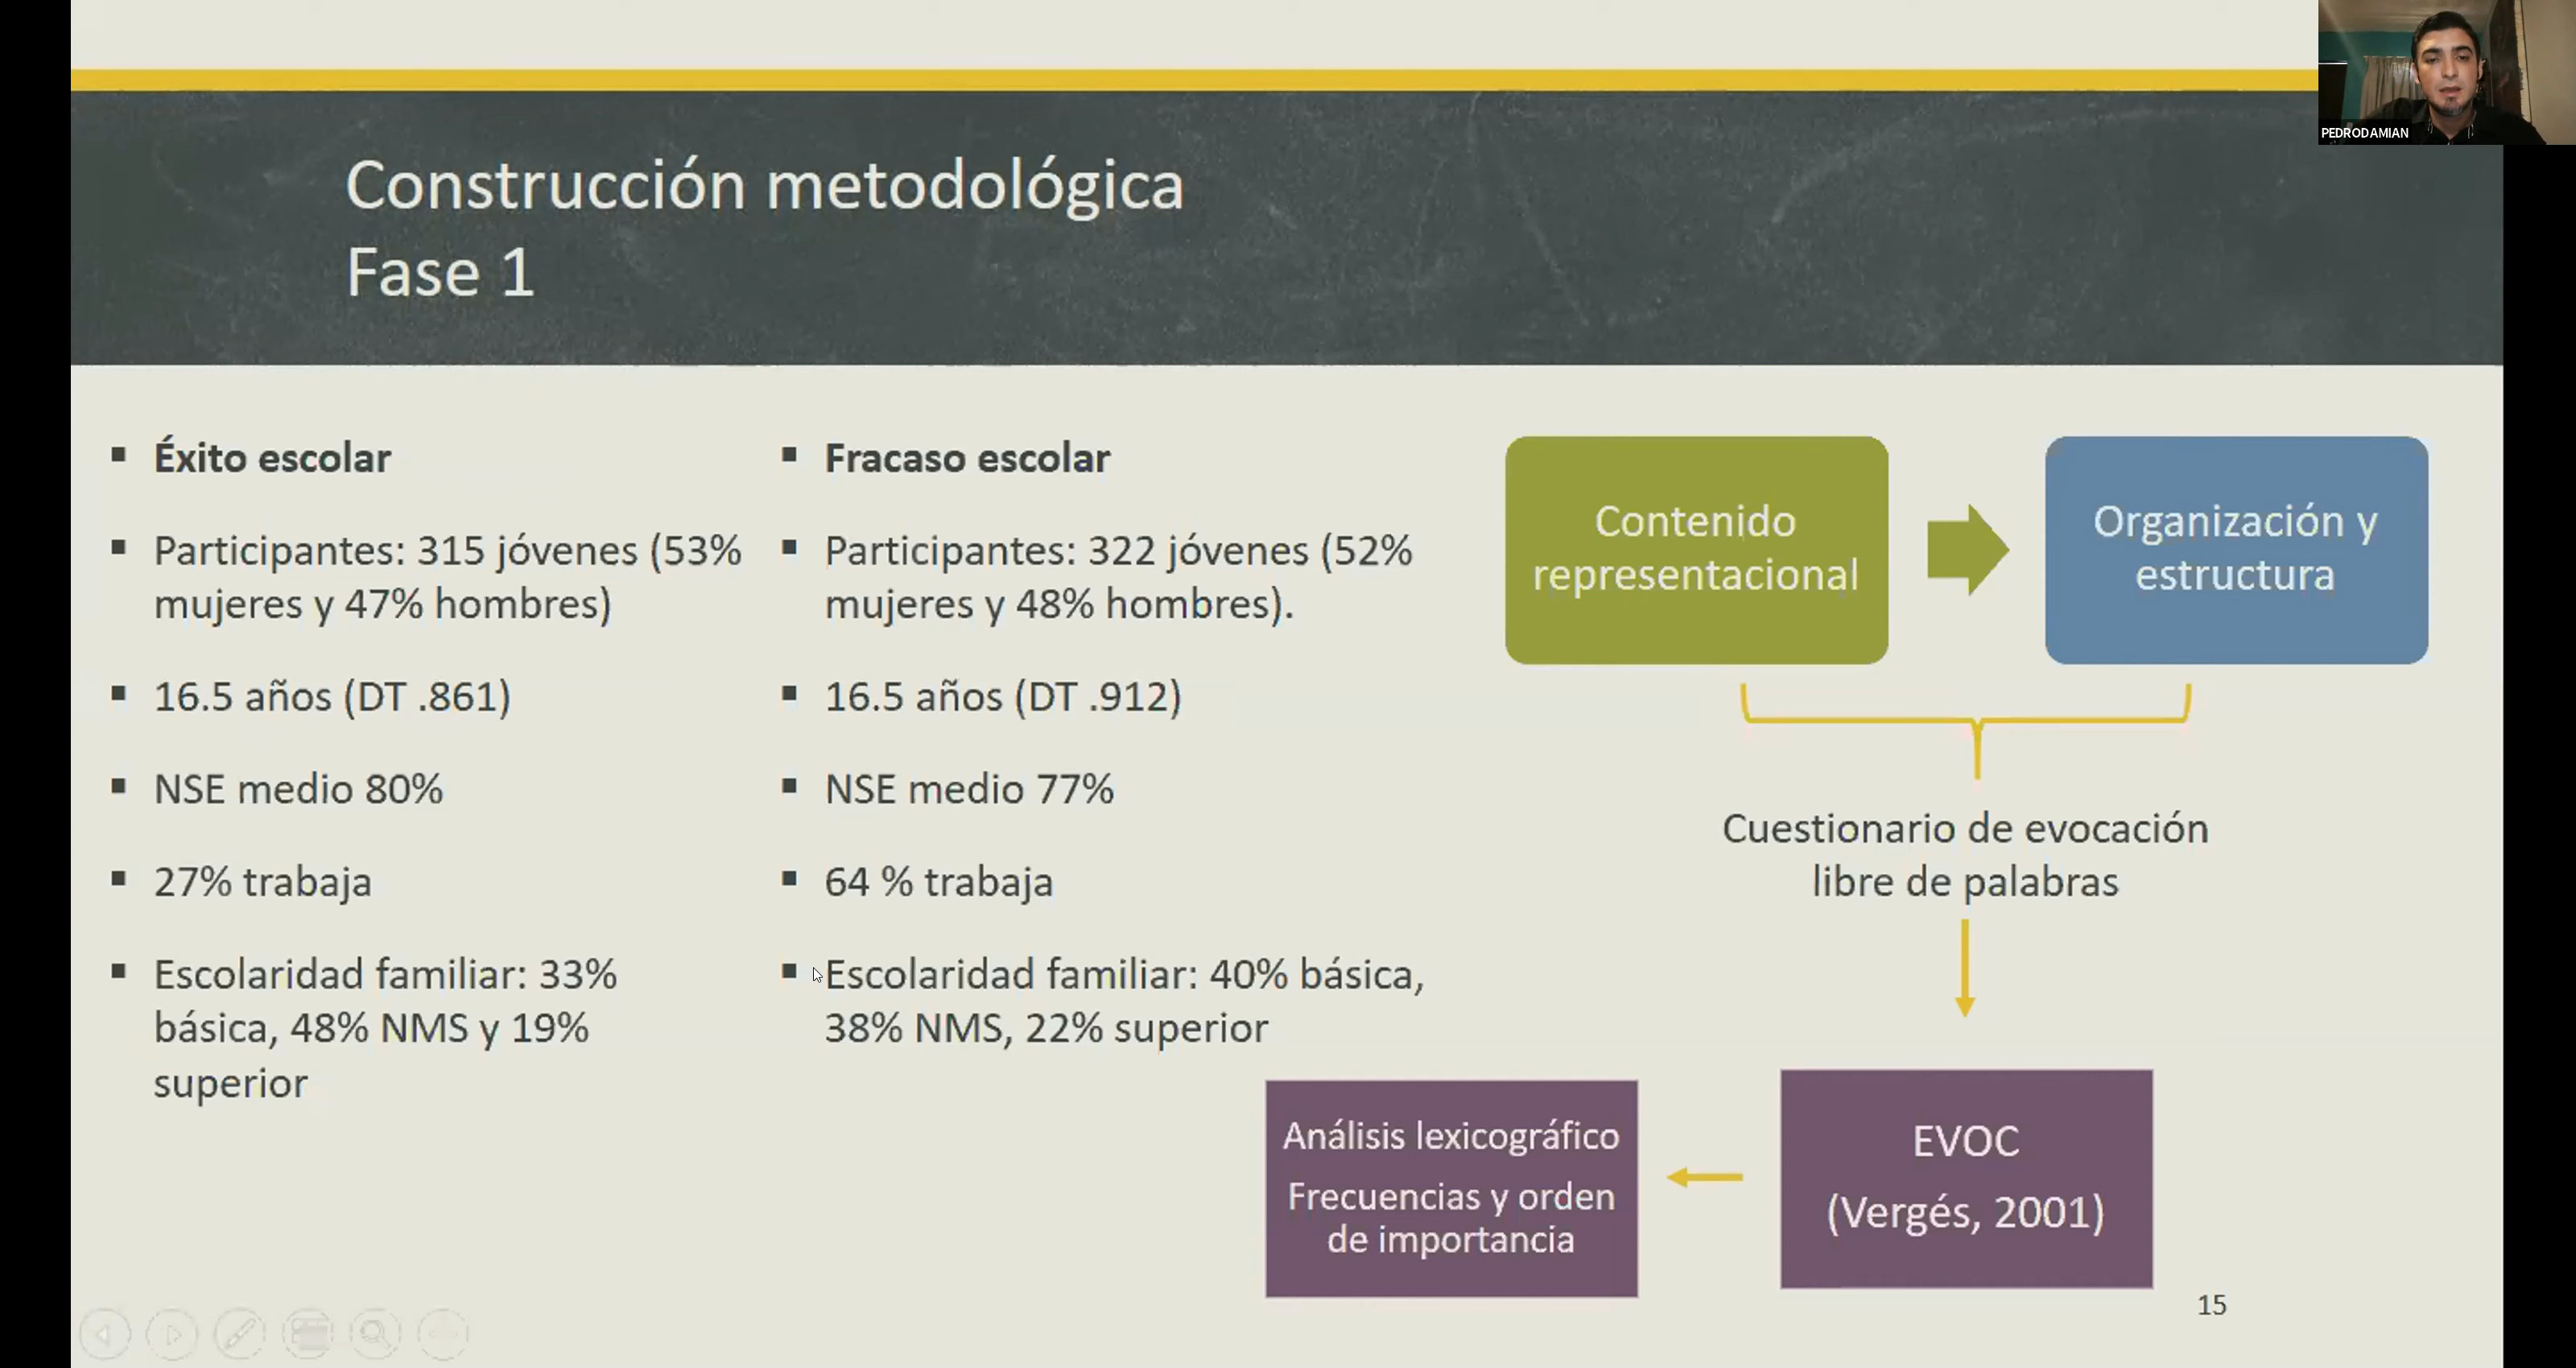 PEDRODAMIAN
Construcción metodológica
Fase 1
Éxito escolar
Participantes: 315 jóvenes (53%
mujeres y 47% hombres)
16.5 años (DT .861)
NSE medio 80%
27% trabaja
Escolaridad familiar: 33%
básica, 48% NMS y 19%
superior
Fracaso escolar
Participantes: 322 jóvenes (52%
mujeres y 48% hombres).
16.5 años (DT .912)
NSE medio 77%
64 % trabaja
Escolaridad familiar: 40% básica,
38% NMS, 22% superior
Contenido
representacional
Organización y
estructura
Cuestionario de evocación
libre de palabras
EVOC
(Vergés, 2001)
Análisis lexicográfico
Frecuencias y orden
de importancia
15